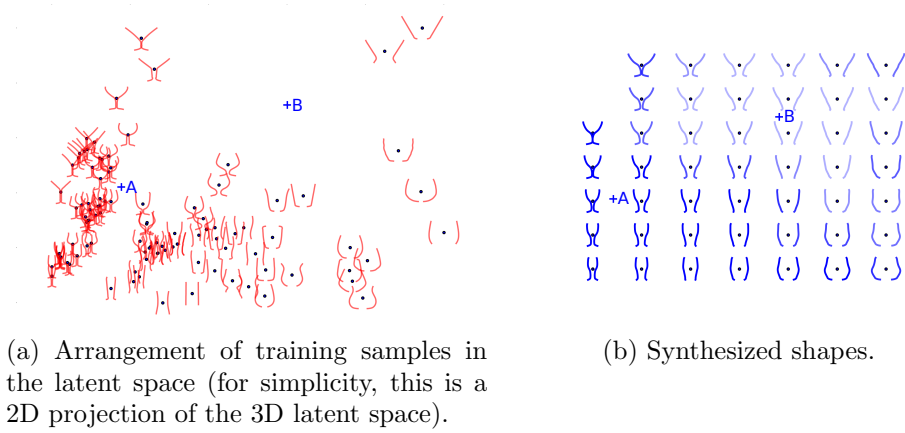 +B
+A
+B
+A
(a) Arrangement of training samples in
the latent space (for simplicity, this is a
2D projection of the 3D latent space).
(b) Synthesized shapes.